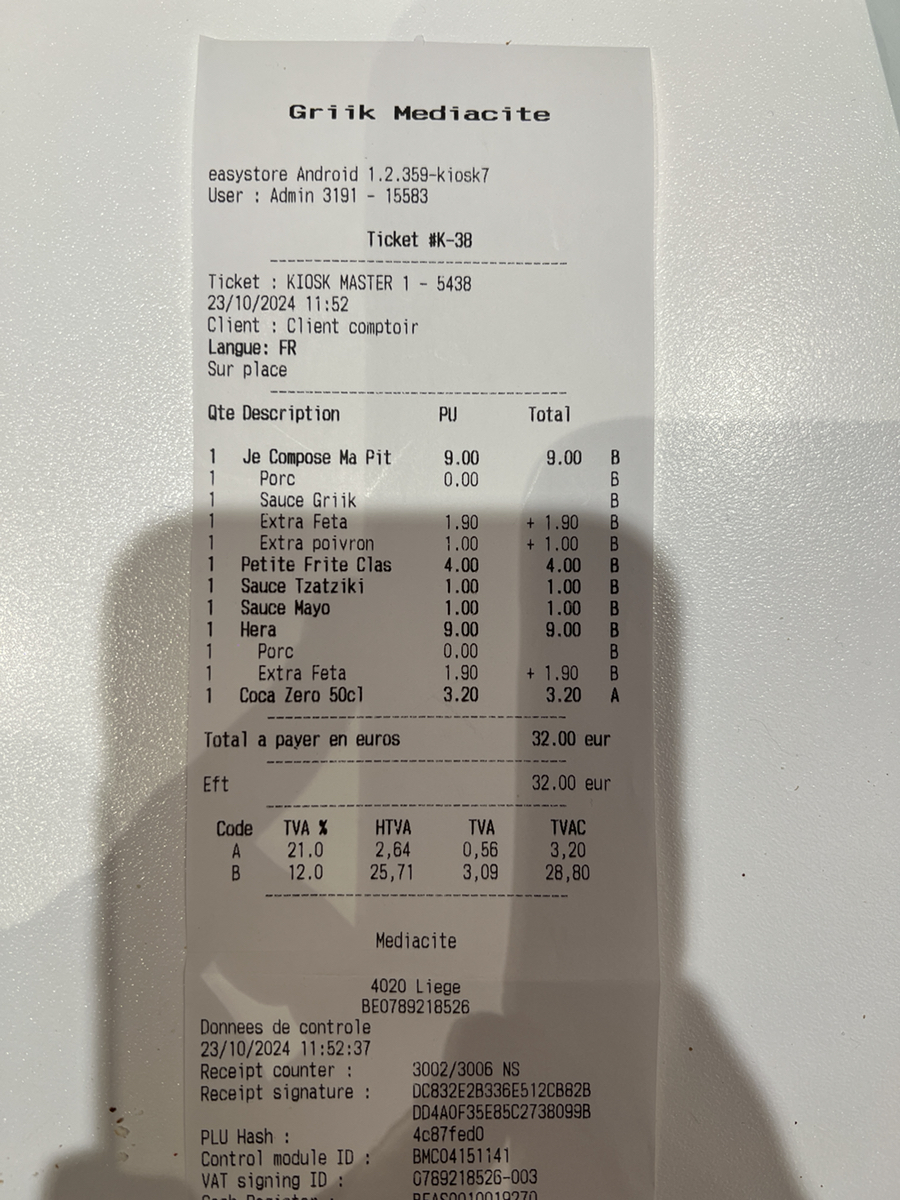 Griik Mediacite
easystore Android 1.2.359-kiosk7
User : Admin 3191 - 15583
Ticket #K-38
Ticket : KIOSK MASTER 1 - 5438
23/10/2024 11:52
Client : Client comptoir
Langue: FR
Sur place
Qte Description PU Total
1 Je Compose Ma Pit 9.00 9.00 B
1 Porc 0.00 B
1 Sauce Griik B
1 Extra Feta 1.90 + 1.90 B
1 Extra poivron 1.00 + 1.00 B
1 Petite Frite Clas 4.00 4.00 B
1 Sauce Tzatziki 1.00 1.00 B
1 Sauce Mayo 1.00 1.00 B
1 Hera 9.00 9.00 B
1 Porc 0.00 B
1 Extra Feta 1.90 + 1.90 B
1 Coca Zero 50cl 3.20 3.20 A
Total a payer en euros 32.00 eur
Eft 32.00 eur
Code TVA % HTVA TVA TVAC
A 21.0 2,64 0,56 3,20
B 12.0 25,71 3,09 28,80
Mediacite
4020 Liege
BE0789218526
Donnees de controle
23/10/2024 11:52:37
Receipt counter : 3002/3006 NS
Receipt signature : DC832E2B336E512CB82B
DD4A0F35E85C2738099B
PLU Hash : 4c87fed0
Control module ID : BMC04151141
VAT signing ID : 0789218526-003